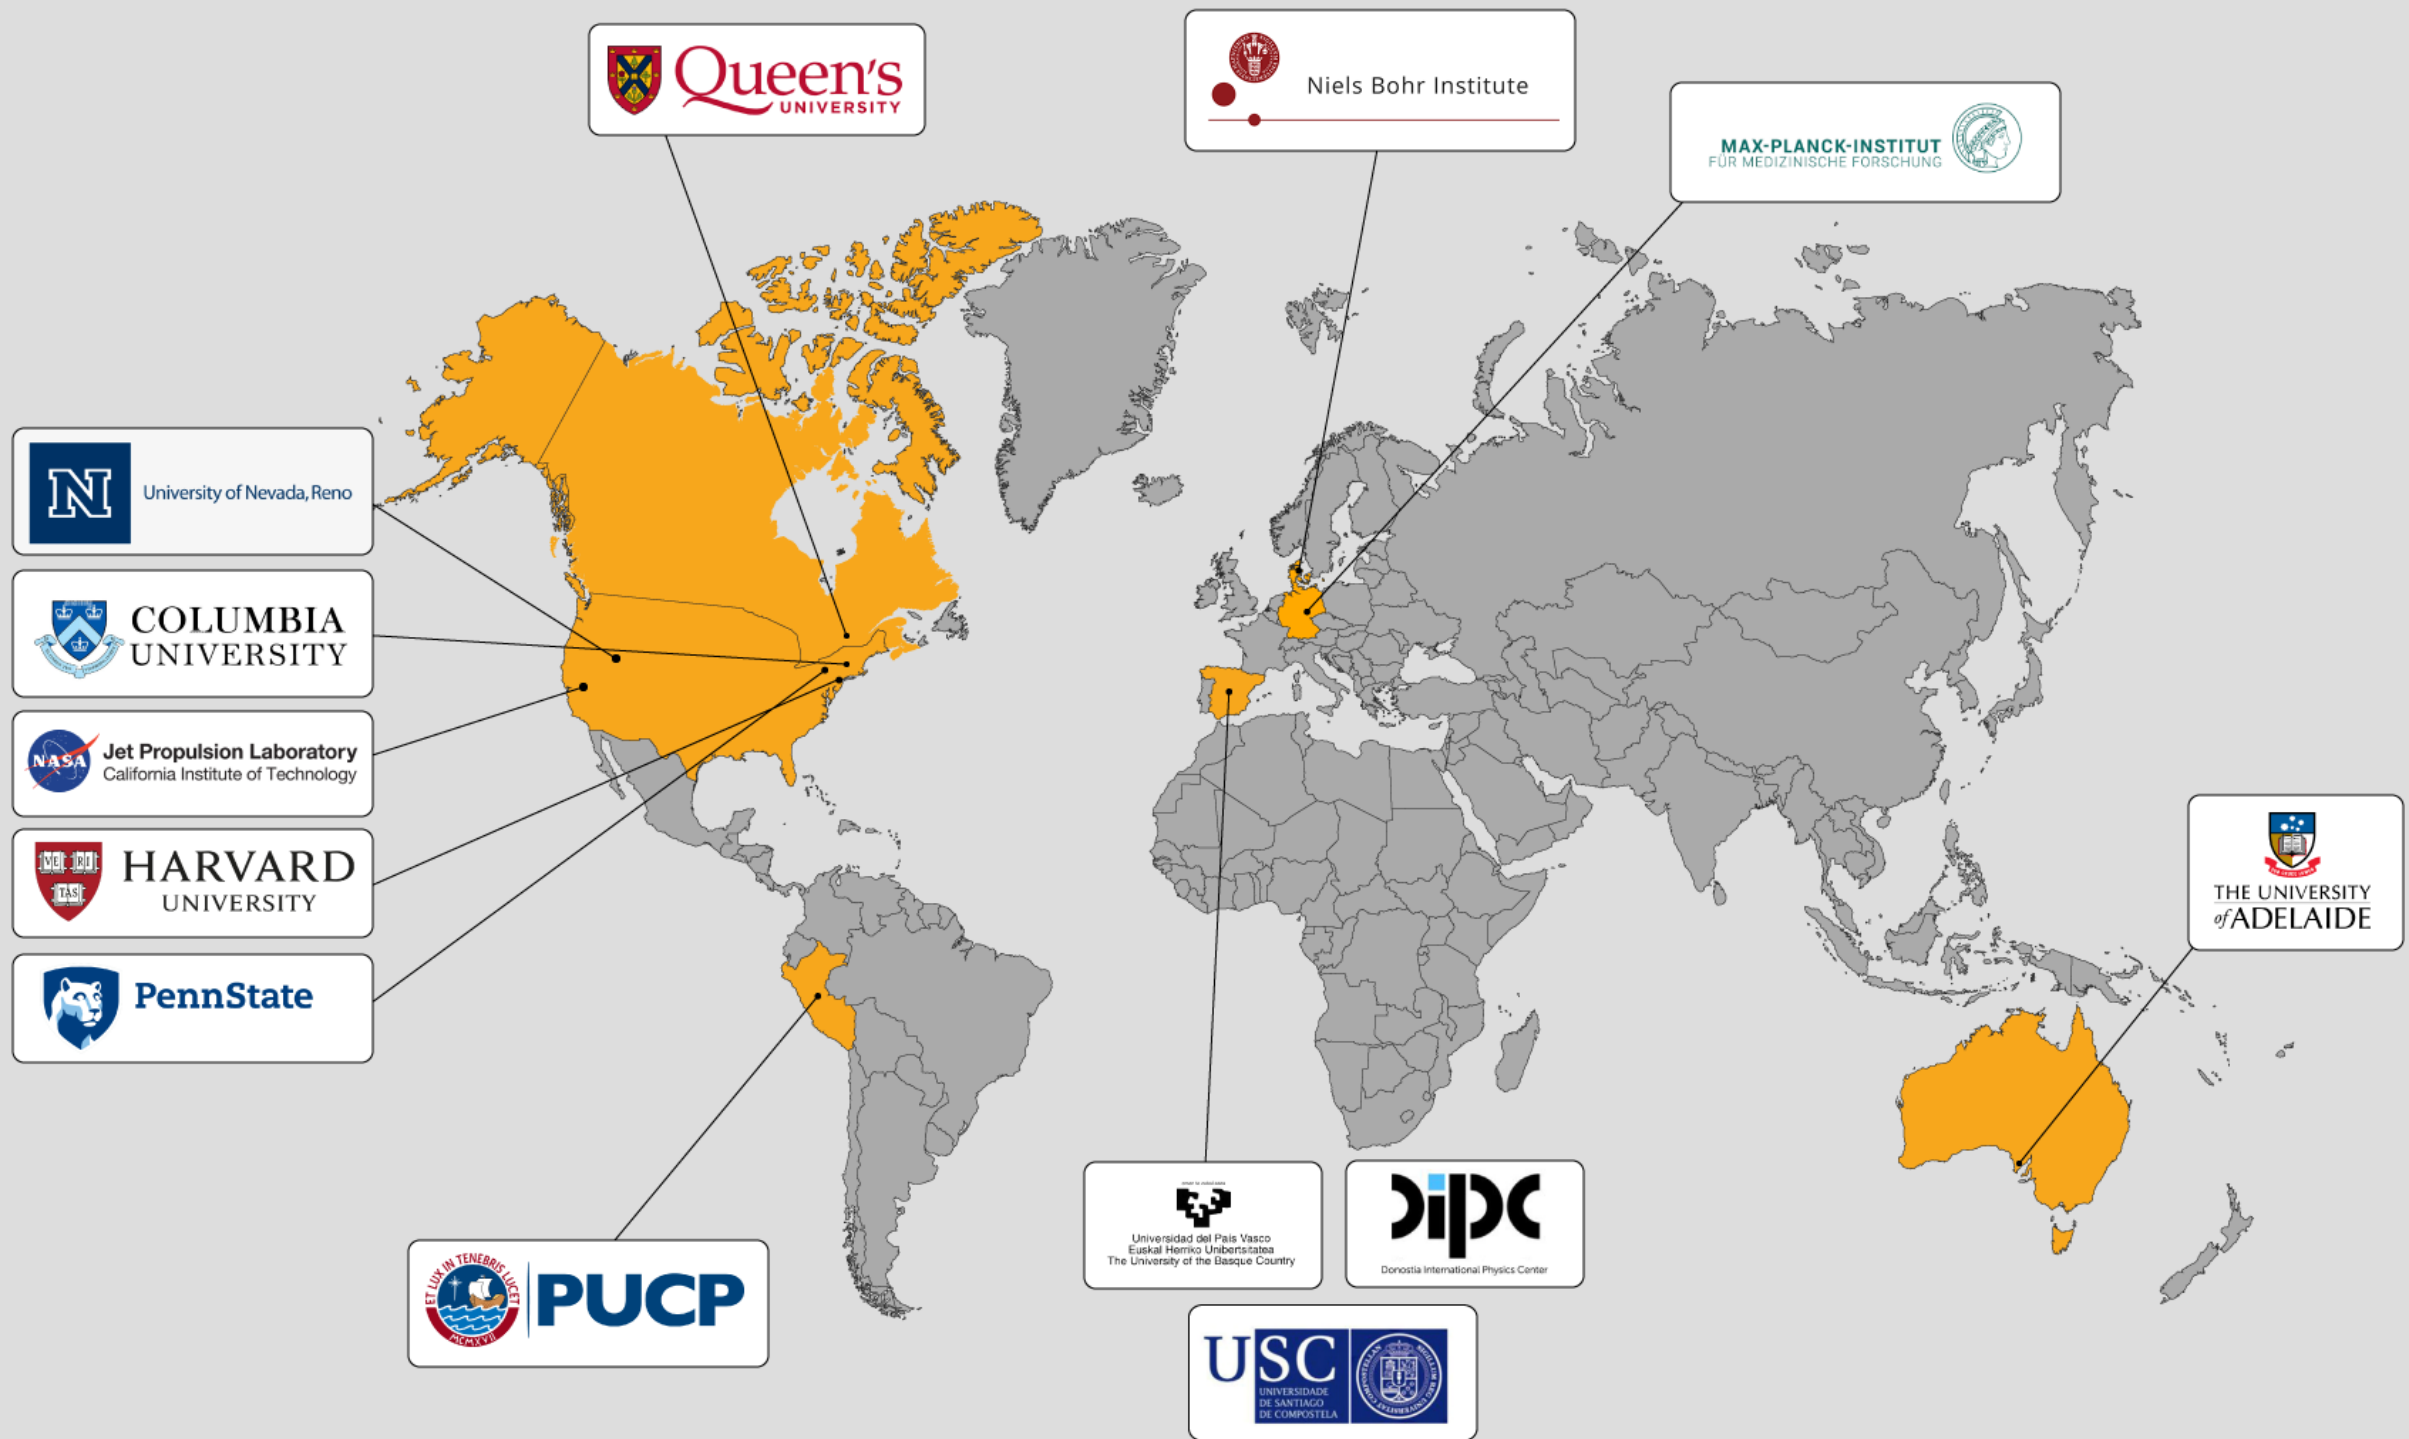 Queen's
UNIVERSITY
Niels Bohr Institute
MAX-PLANCK-INSTITUT
FÜR MEDIZINISCHE FORSCHUNG
N
University of Nevada, Reno
COLUMBIA
UNIVERSITY
NASA
Jet Propulsion Laboratory
California Institute of Technology
VE RI
TAS
HARVARD
UNIVERSITY
PennState
THE UNIVERSITY
of ADELAIDE
ET LUX IN TENEBRIS LUCET
MCMXVII
PUCP
Universidad del País Vasco
Euskal Herriko Unibertsitatea
The University of the Basque Country
dipc
Donostia International Physics Center
USC
UNIVERSIDADE
DE SANTIAGO
DE COMPOSTELA